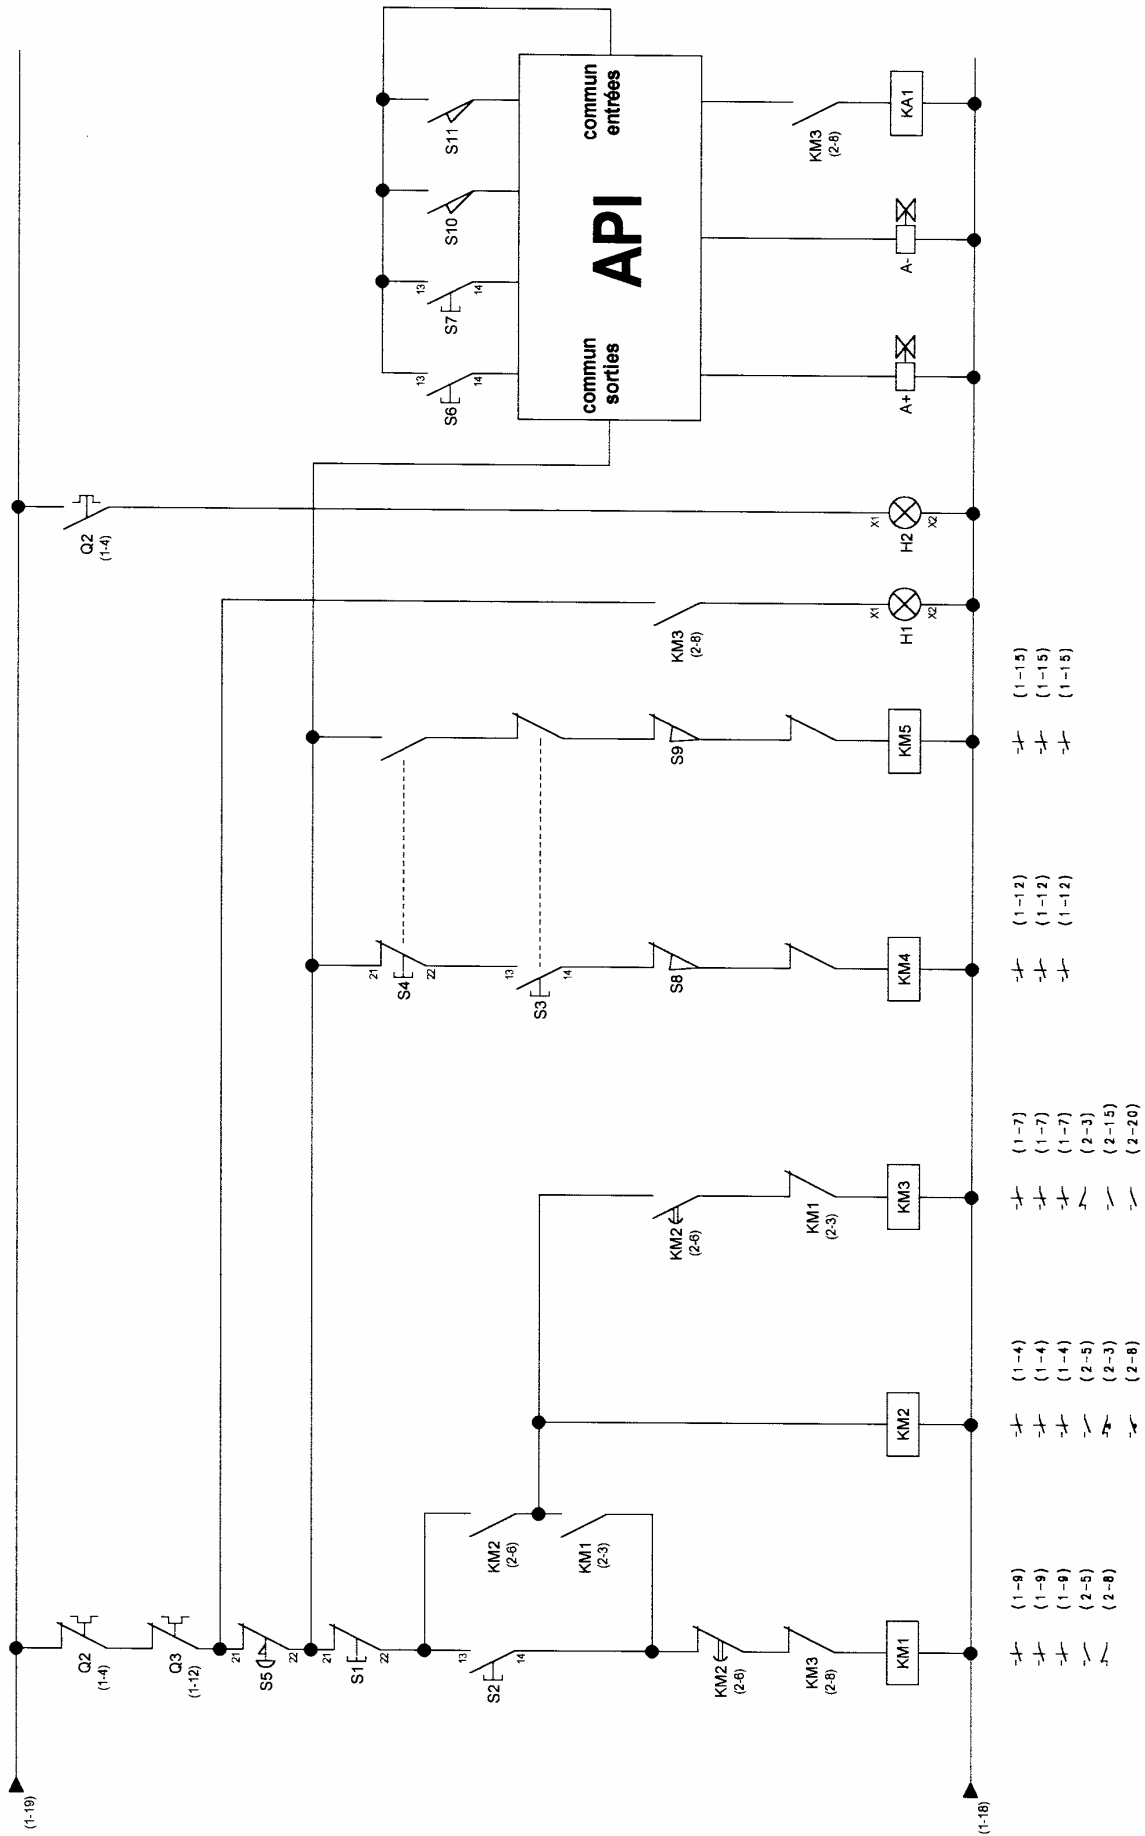 (1-19)
Q2
(1-4)
Q3
(1-12)
21
S5
22
21
S1
22
13
S2
14
KM2
(2-6)
KM1
(2-3)
KM2
(2-6)
KM3
(2-8)
KM1
KM2
KM2
(2-6)
KM1
(2-3)
KM3
21
S4
22
13
S3
14
S8
KM4
S9
KM5
KM3
(2-8)
X1
H1
X2
Q2
(1-4)
X1
H2
X2
13
S6
14
13
S7
14
S10
S11
commun
sorties
API
commun
entrées
A+
A-
KM3
(2-8)
KA1
(1-18)
(1-9)
(1-9)
(1-9)
(2-5)
(2-8)
(1-4)
(1-4)
(1-4)
(2-5)
(2-3)
(2-8)
(1-7)
(1-7)
(1-7)
(2-3)
(2-15)
(2-20)
(1-12)
(1-12)
(1-12)
(1-15)
(1-15)
(1-15)